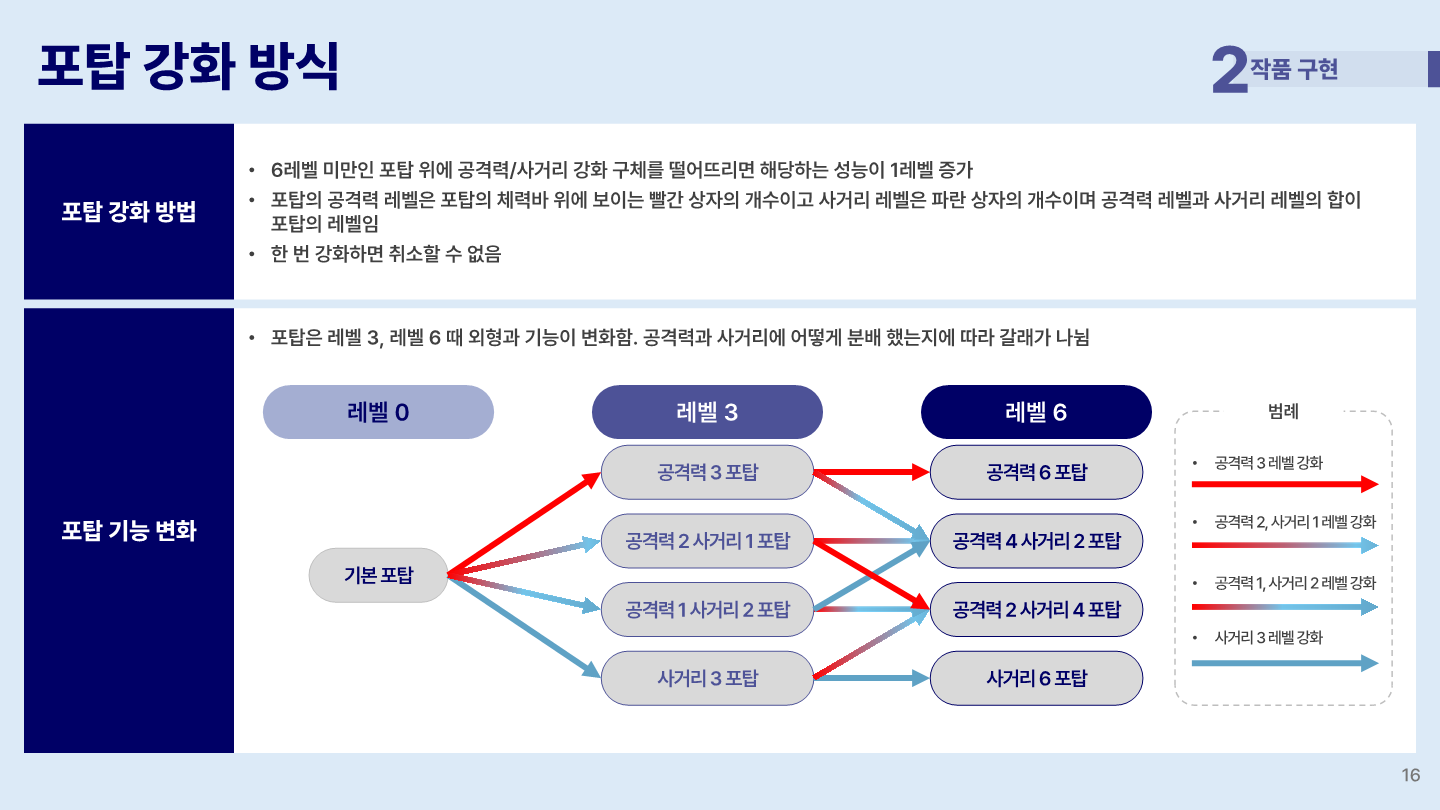 포탑 강화 방식
2 작품 구현
포탑 강화 방법
• 6레벨 미만인 포탑 위에 공격력/사거리 강화 구체를 떨어뜨리면 해당하는 성능이 1레벨 증가
• 포탑의 공격력 레벨은 포탑의 체력바 위에 보이는 빨간 상자의 개수이고 사거리 레벨은 파란 상자의 개수이며 공격력 레벨과 사거리 레벨의 합이
포탑의 레벨임
• 한 번 강화하면 취소할 수 없음
포탑 기능 변화
• 포탑은 레벨 3, 레벨 6 때 외형과 기능이 변화함. 공격력과 사거리에 어떻게 분배 했는지에 따라 갈래가 나뉨
레벨 0
레벨 3
레벨 6
기본 포탑
공격력 3 포탑
공격력 2 사거리 1 포탑
공격력 1 사거리 2 포탑
사거리 3 포탑
공격력 6 포탑
공격력 4 사거리 2 포탑
공격력 2 사거리 4 포탑
사거리 6 포탑
범례
• 공격력 3 레벨 강화
• 공격력 2, 사거리 1 레벨 강화
• 공격력 1, 사거리 2 레벨 강화
• 사거리 3 레벨 강화
16